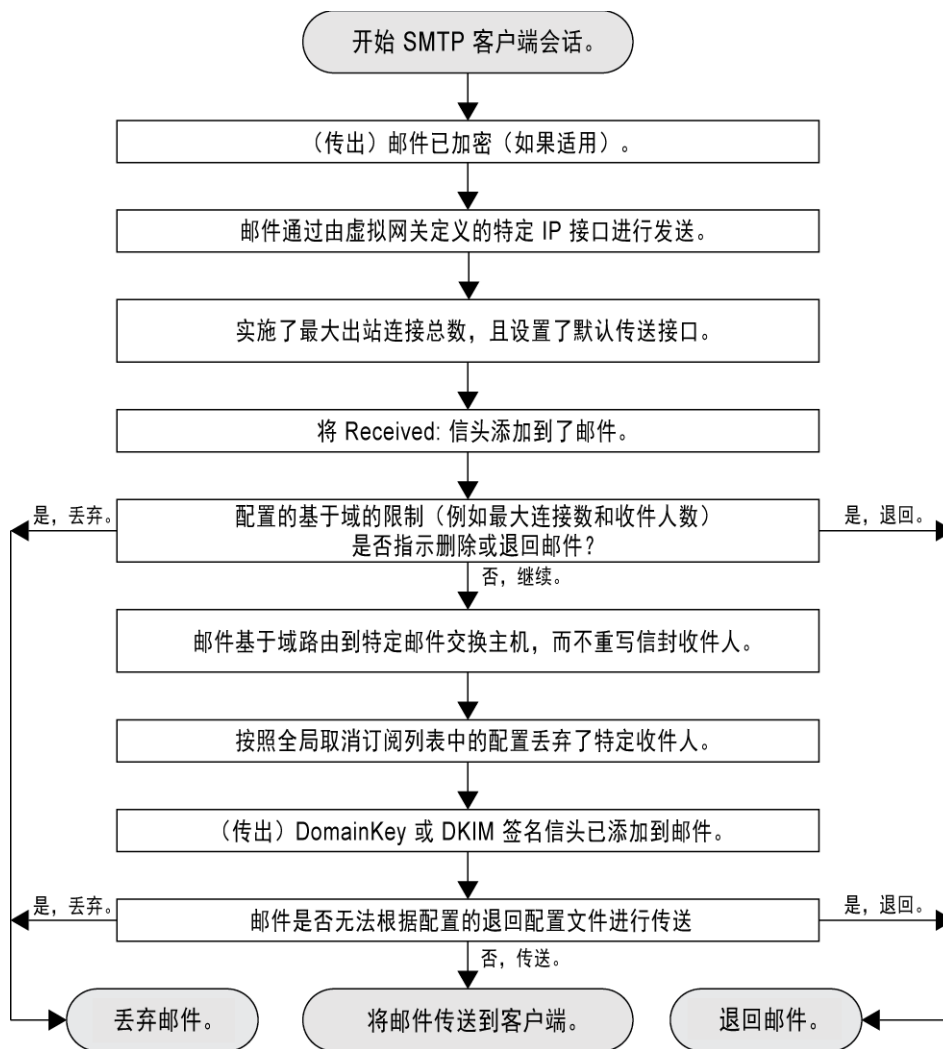 开始 SMTP 客户端会话。
（传出）邮件已加密（如果适用）。
邮件通过由虚拟网关定义的特定 IP 接口进行发送。
实施了最大出站连接总数，且设置了默认传送接口。
将 Received: 信头添加到了邮件。
是，丢弃。
配置的基于域的限制（例如最大连接数和收件人数）
是否指示删除或退回邮件？
是，退回。
否，继续。
邮件基于域路由到特定邮件交换主机，而不重写信封收件人。
按照全局取消订阅列表中的配置丢弃了特定收件人。
（传出）DomainKey 或 DKIM 签名信头已添加到邮件。
是，丢弃。
邮件是否无法根据配置的退回配置文件进行传送
是，退回。
否，传送。
丢弃邮件。
将邮件传送到客户端。
退回邮件。